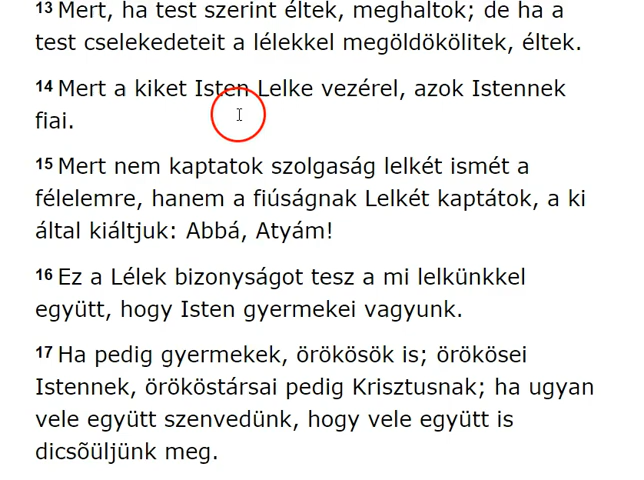 13 Mert, ha test szerint éltek, meghaltok; de ha a
test cselekedeteit a lélekkel megöldökölitek, éltek.
14 Mert a kiket Isten Lelke vezérel, azok Istennek
fiai.
15 Mert nem kaptatok szolgaság lelkét ismét a
félelemre, hanem a fiúságnak Lelkét kaptátok, a ki
által kiáltjuk: Abbá, Atyám!
16 Ez a Lélek bizonyságot tesz a mi lelkünkkel
együtt, hogy Isten gyermekei vagyunk.
17 Ha pedig gyermekek, örökösök is; örökösei
Istennek, örököstársai pedig Krisztusnak; ha ugyan
vele együtt szenvedünk, hogy vele együtt is
dicsõüljünk meg.